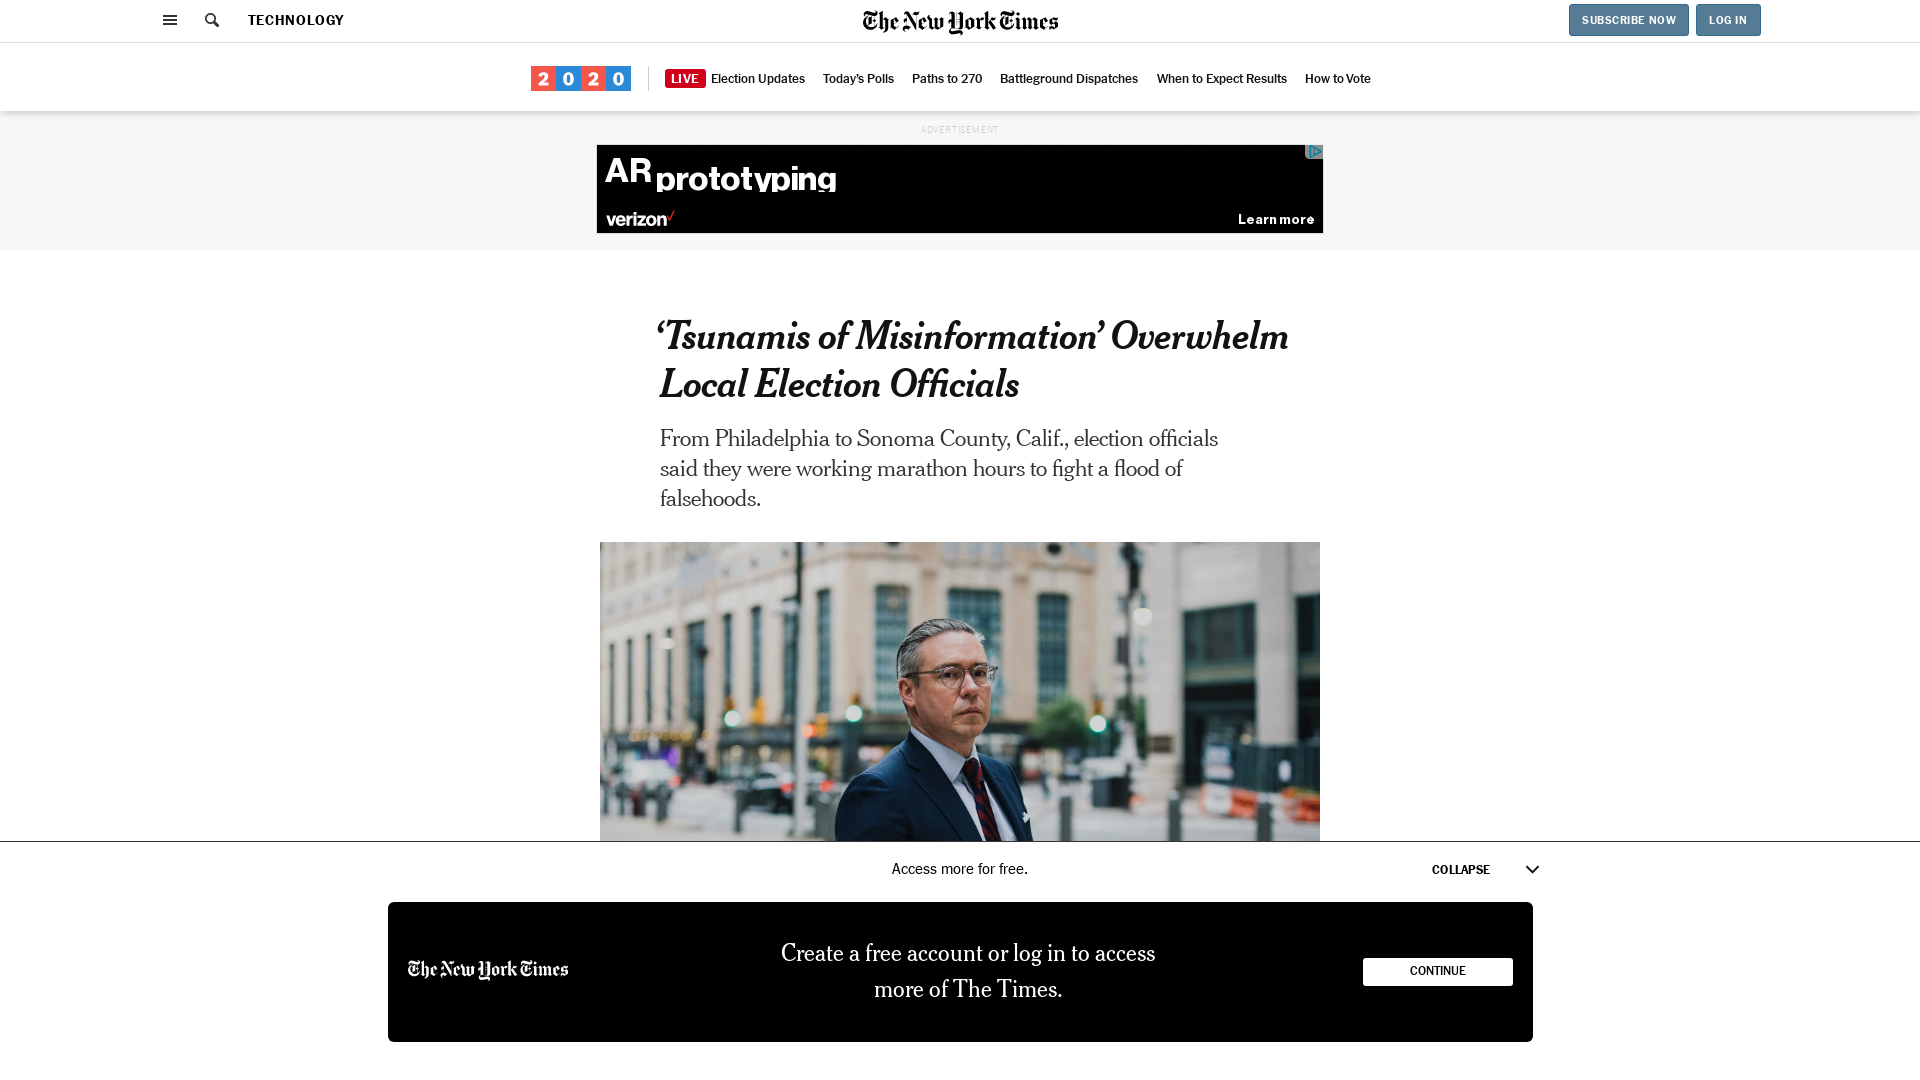 TECHNOLOGY
The New York Times
SUBSCRIBE NOW
LOG IN
2020
LIVE Election Updates
Today's Polls
Paths to 270
Battleground Dispatches
When to Expect Results
How to Vote
ADVERTISEMENT
AR prototyping
verizon
Learn more
‘Tsunamis of Misinformation’ Overwhelm
Local Election Officials
From Philadelphia to Sonoma County, Calif., election officials
said they were working marathon hours to fight a flood of
falsehoods.
Access more for free.
COLLAPSE
The New York Times
Create a free account or log in to access
more of The Times.
CONTINUE